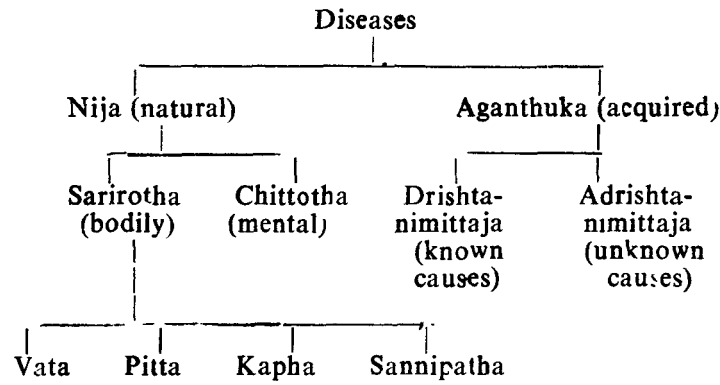 Diseases
Nija (natural) Aganthuka (acquired)
Sarirotha Chittotha Drishta- Adrishta-
(bodily) (mental) nimittaja nimittaja
(known (unknown
causes) causes)
Vata Pitta Kapha Sannipatha